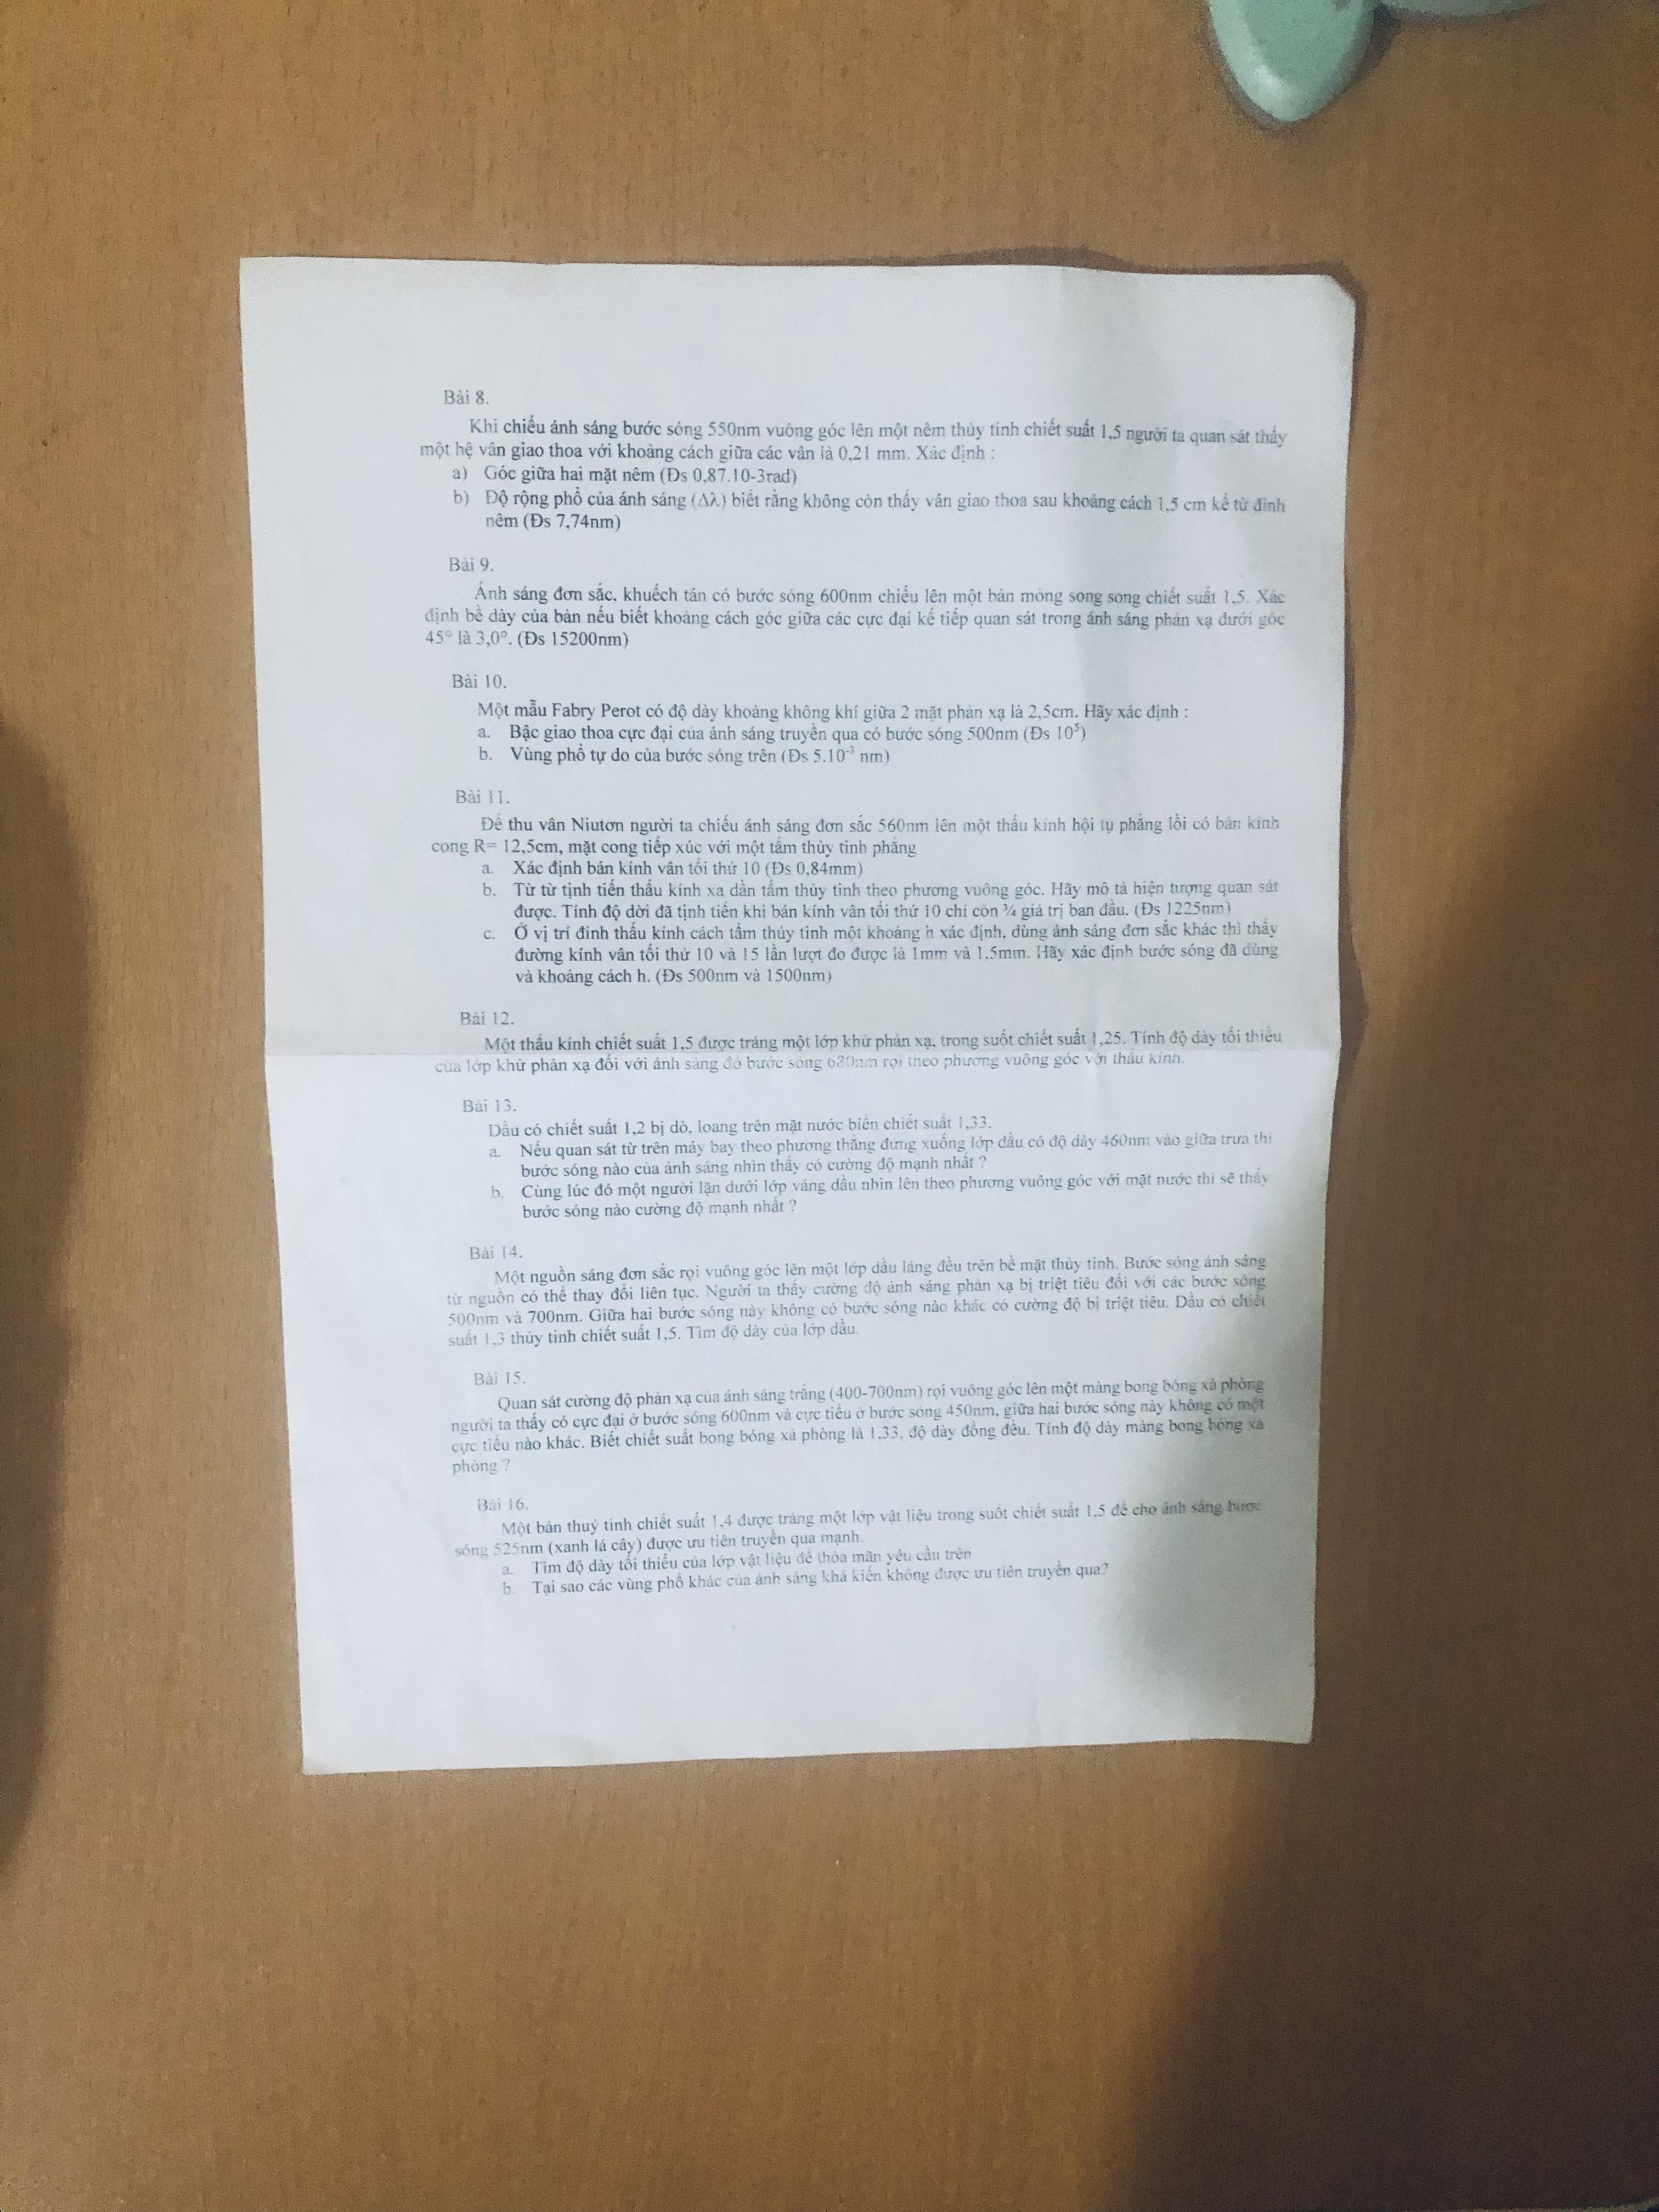 Bài 8.
Khi chiếu ánh sáng bước sóng 550nm vuông góc lên một nêm thủy tinh chiết suất 1,5 người ta quan sát thấy
một hệ vân giao thoa với khoảng cách giữa các vân là 0,21 mm. Xác định :
a) Góc giữa hai mặt nêm (Đs 0,87.10-3rad)
b) Độ rộng phổ của ánh sáng (Δλ) biết rằng không còn thấy vân giao thoa sau khoảng cách 1,5 cm kể từ đỉnh
nêm (Đs 7,74nm)
Bài 9.
Ánh sáng đơn sắc, khuếch tán có bước sóng 600nm chiếu lên một bản mỏng song song chiết suất 1,5. Xác
định bề dày của bản nếu biết khoảng cách góc giữa các cực đại kế tiếp quan sát trong ánh sáng phản xạ dưới góc
45° là 3,0°. (Đs 15200nm)
Bài 10.
Một mẫu Fabry Perot có độ dày khoảng không khí giữa 2 mặt phản xạ là 2,5cm. Hãy xác định :
a. Bậc giao thoa cực đại của ánh sáng truyền qua có bước sóng 500nm (Đs 10⁵)
b. Vùng phổ tự do của bước sóng trên (Đs 5.10⁻³ nm)
Bài 11.
Để thu vân Niutơn người ta chiếu ánh sáng đơn sắc 560nm lên một thấu kính hội tụ phẳng lồi có bán kính
cong R= 12,5cm, mặt cong tiếp xúc với một tấm thủy tinh phẳng
a. Xác định bán kính vân tối thứ 10 (Đs 0,84mm)
b. Từ từ tịnh tiến thấu kính xa dần tấm thủy tinh theo phương vuông góc. Hãy mô tả hiện tượng quan sát
được. Tính độ dời đã tịnh tiến khi bán kính vân tối thứ 10 chỉ còn ¾ giá trị ban đầu. (Đs 1225nm)
c. Ở vị trí đỉnh thấu kính cách tấm thủy tinh một khoảng h xác định, dùng ánh sáng đơn sắc khác thì thấy
đường kính vân tối thứ 10 và 15 lần lượt đo được là 1mm và 1,5mm. Hãy xác định bước sóng đã dùng
và khoảng cách h. (Đs 500nm và 1500nm)
Bài 12.
Một thấu kính chiết suất 1,5 được tráng một lớp khử phản xạ, trong suốt chiết suất 1,25. Tính độ dày tối thiểu
của lớp khử phản xạ đối với ánh sáng đỏ bước sóng 680nm rọi theo phương vuông góc với thấu kính.
Bài 13.
Dầu có chiết suất 1,2 bị dò, loang trên mặt nước biển chiết suất 1,33.
a. Nếu quan sát từ trên máy bay theo phương thẳng đứng xuống lớp dầu có độ dày 460nm vào giữa trưa thì
bước sóng nào của ánh sáng nhìn thấy có cường độ mạnh nhất ?
b. Cùng lúc đó một người lặn dưới lớp váng dầu nhìn lên theo phương vuông góc với mặt nước thì sẽ thấy
bước sóng nào cường độ mạnh nhất ?
Bài 14.
Một nguồn sáng đơn sắc rọi vuông góc lên một lớp dầu láng đều trên bề mặt thủy tinh. Bước sóng ánh sáng
từ nguồn có thể thay đổi liên tục. Người ta thấy cường độ ánh sáng phản xạ bị triệt tiêu đối với các bước sóng
500nm và 700nm. Giữa hai bước sóng này không có bước sóng nào khác có cường độ bị triệt tiêu. Dầu có chiết
suất 1,3 thủy tinh chiết suất 1,5. Tìm độ dày của lớp dầu.
Bài 15.
Quan sát cường độ phản xạ của ánh sáng trắng (400-700nm) rọi vuông góc lên một màng bong bóng xà phòng
người ta thấy có cực đại ở bước sóng 600nm và cực tiểu ở bước sóng 450nm, giữa hai bước sóng này không có một
cực tiểu nào khác. Biết chiết suất bong bóng xà phòng là 1,33, độ dày đồng đều. Tính độ dày màng bong bóng xà
phòng ?
Bài 16.
Một bản thuỷ tinh chiết suất 1,4 được tráng một lớp vật liệu trong suốt chiết suất 1,5 để cho ánh sáng bước
sóng 525nm (xanh lá cây) được ưu tiên truyền qua mạnh.
a. Tìm độ dày tối thiểu của lớp vật liệu để thỏa mãn yêu cầu trên
b. Tại sao các vùng phổ khác của ánh sáng khả kiến không được ưu tiên truyền qua?